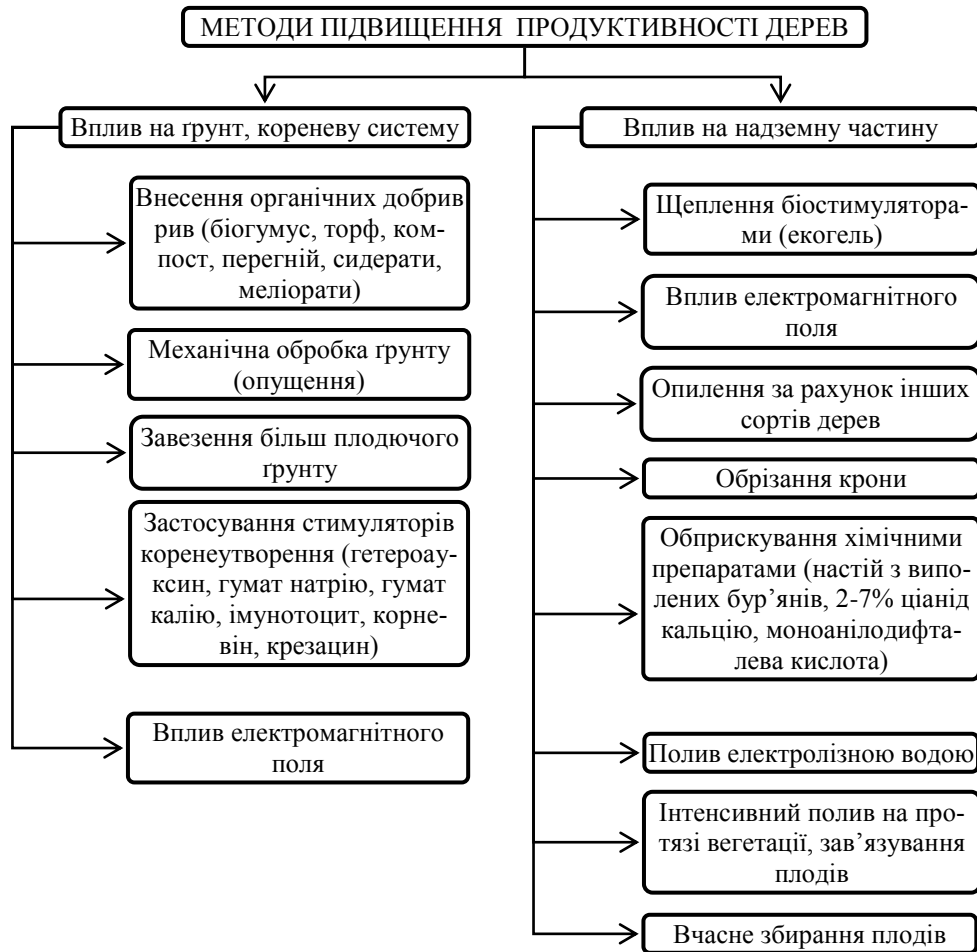 МЕТОДИ ПІДВИЩЕННЯ ПРОДУКТИВНОСТІ ДЕРЕВ
Вплив на ґрунт, кореневу систему
Внесення органічних добрив
рив (біогумус, торф, ком-
пост, перегній, сидерати,
меліорати)
Механічна обробка ґрунту
(опущення)
Завезення більш плодючого
ґрунту
Застосування стимуляторів
коренеутворення (гетероау-
ксин, гумат натрію, гумат
калію, імунотоцит, корне-
він, крезацин)
Вплив електромагнітного
поля
Вплив на надземну частину
Щеплення біостимулятора-
ми (екогель)
Вплив електромагнітного
поля
Опилення за рахунок інших
сортів дерев
Обрізання крони
Обприскування хімічними
препаратами (настій з випо-
лених бур’янів, 2-7% ціанід
кальцію, моноанілодифта-
лева кислота)
Полив електролізною водою
Інтенсивний полив на про-
тязі вегетації, зав’язування
плодів
Вчасне збирання плодів